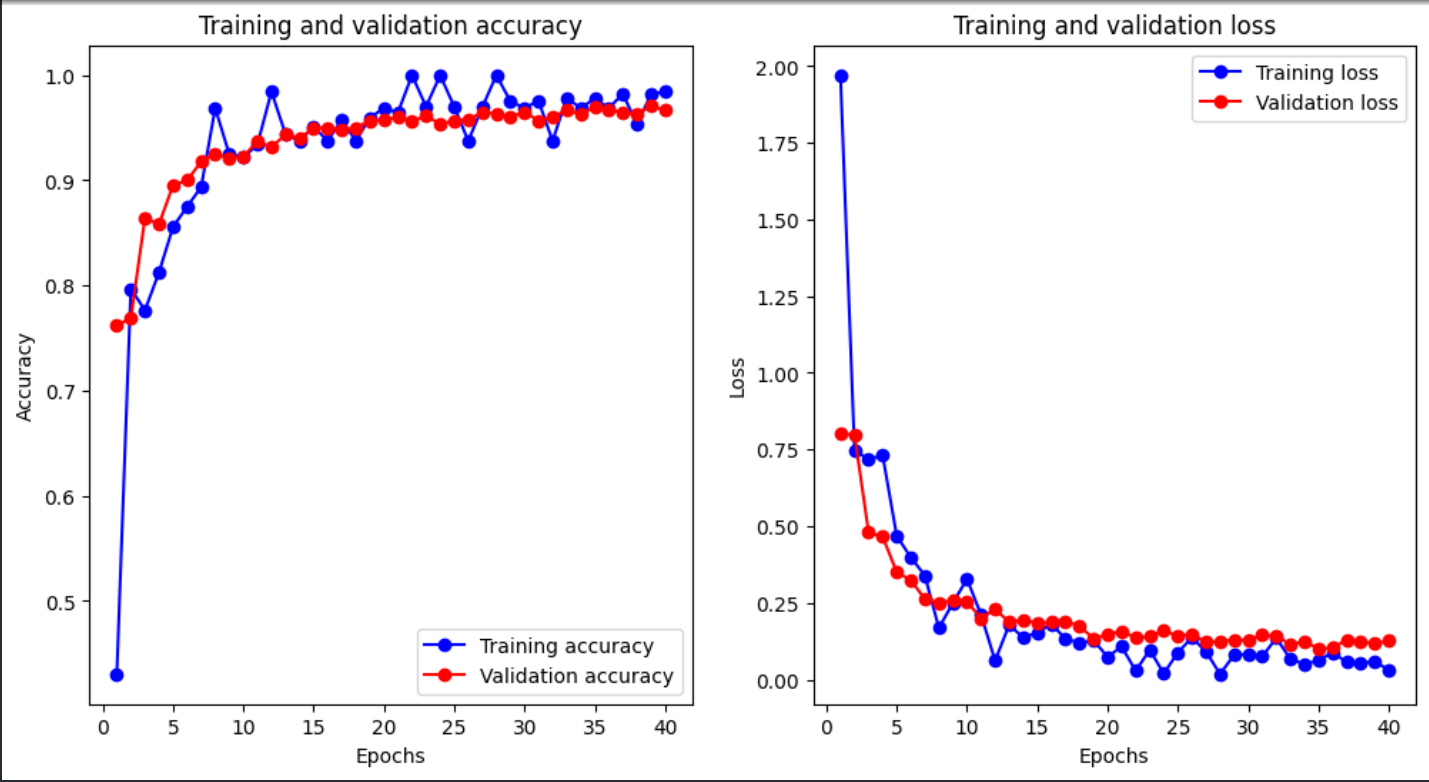 Training and validation accuracy
1.0
0.9
0.8
0.7
0.6
0.5
Accuracy
Training accuracy
Validation accuracy
0 5 10 15 20 25 30 35 40
Epochs
Training and validation loss
2.00
1.75
1.50
1.25
1.00
0.75
0.50
0.25
0.00
Loss
Training loss
Validation loss
0 5 10 15 20 25 30 35 40
Epochs